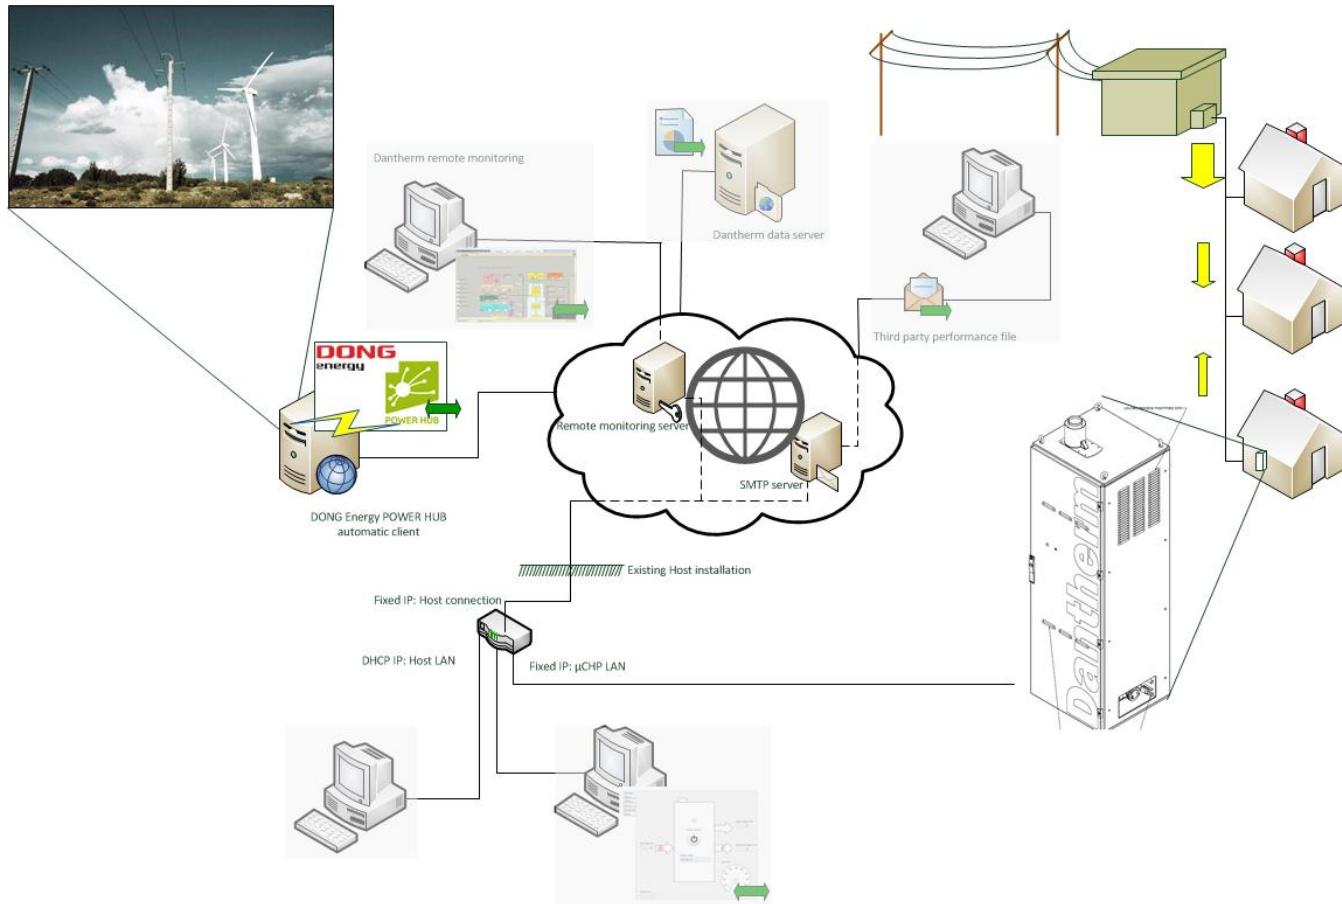 Dantherm remote monitoring
Dantherm data server
Third party performance file
DONG
energy
POWER HUB
Remote monitoring server
SMTP server
DONG Energy POWER HUB
automatic client
Existing Host installation
Fixed IP: Host connection
DHCP IP: Host LAN
Fixed IP: µCHP LAN
Dantherm